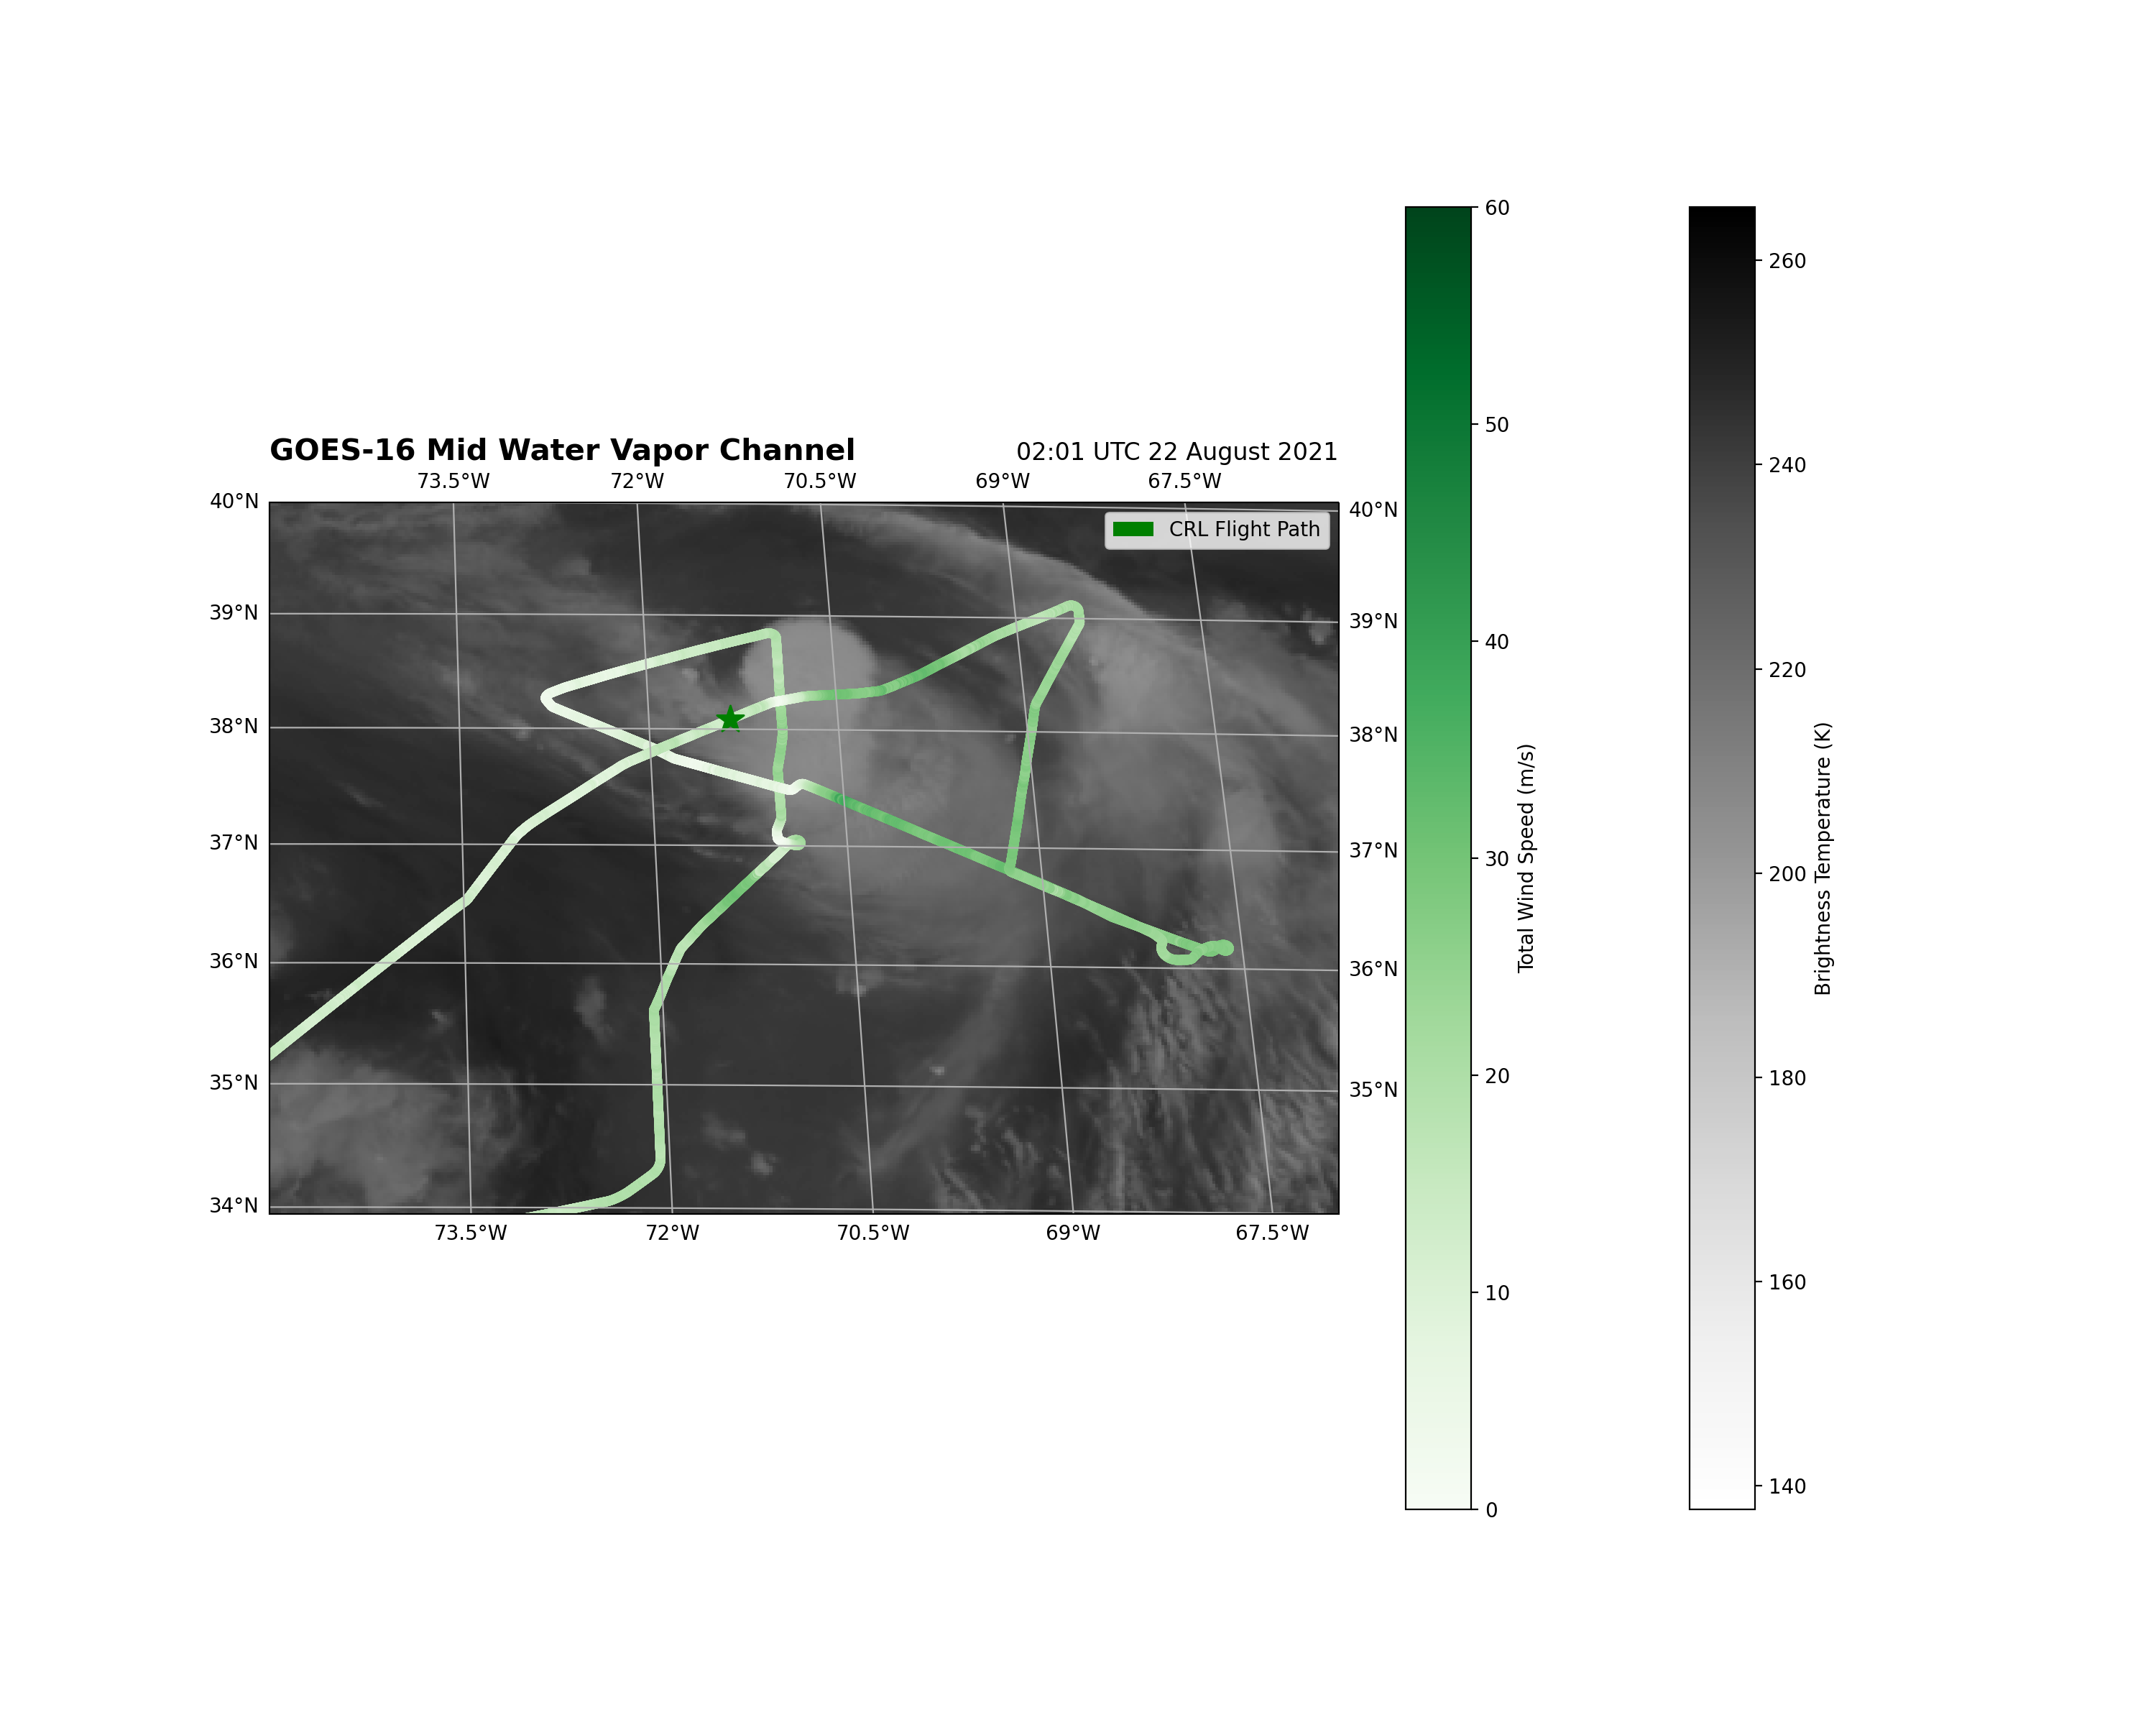 GOES-16 Mid Water Vapor Channel
02:01 UTC 22 August 2021
73.5°W 72°W 70.5°W 69°W 67.5°W
40°N
39°N
38°N
37°N
36°N
35°N
34°N
CRL Flight Path
40°N
39°N
38°N
37°N
36°N
35°N
73.5°W 72°W 70.5°W 69°W 67.5°W
60
50
40
30
20
10
0
Total Wind Speed (m/s)
260
240
220
200
180
160
140
Brightness Temperature (K)